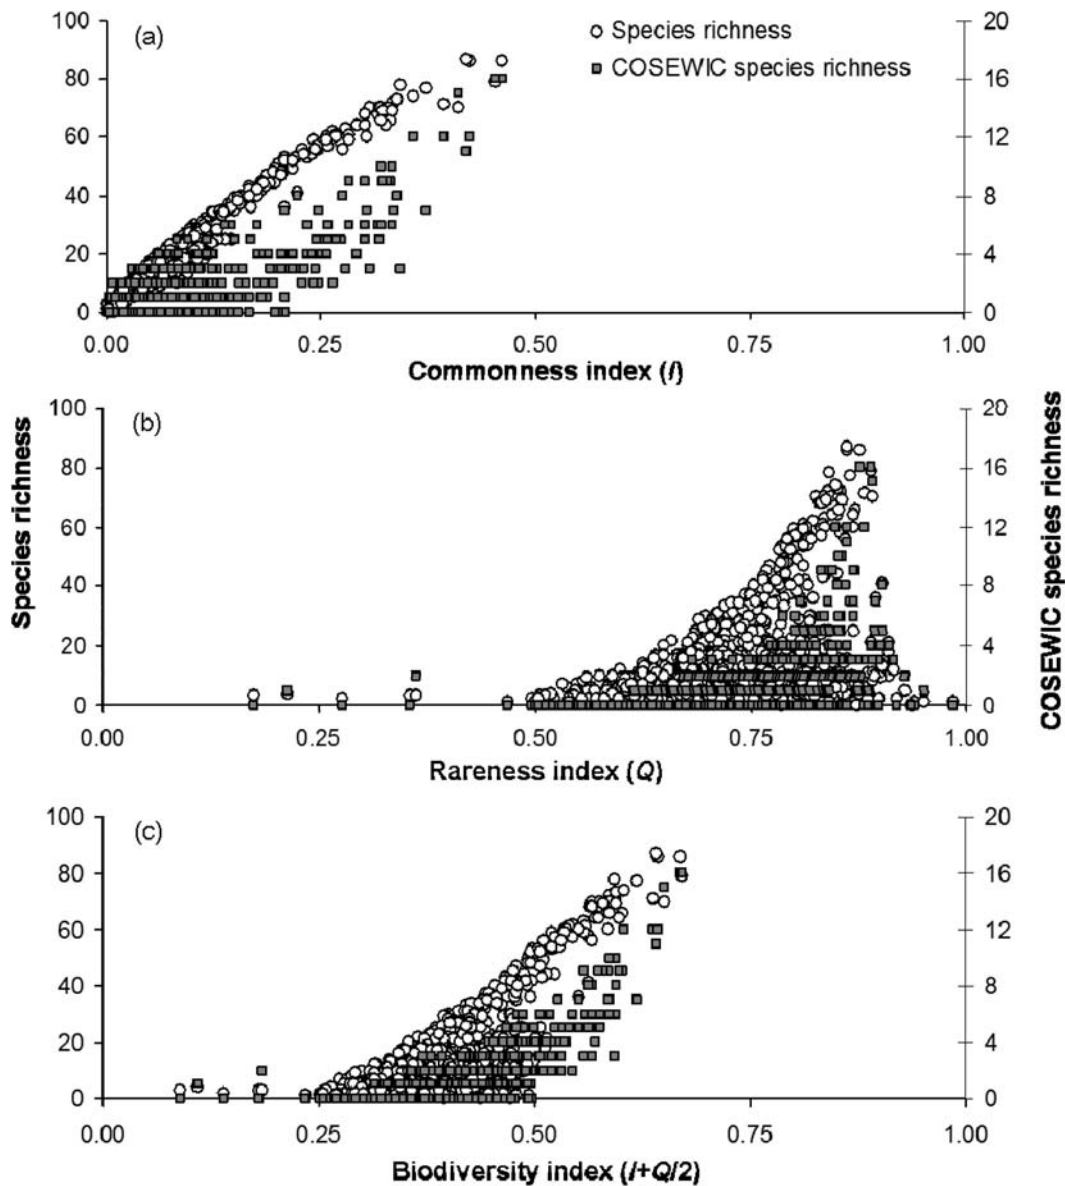 (a)
Species richness
COSEWIC species richness
100
80
60
40
20
0
20
16
12
8
4
0
0.00 0.25 0.50 0.75 1.00
Commonness index (I)
Species richness
COSEWIC species richness
(b)
100
80
60
40
20
0
20
16
12
8
4
0
0.00 0.25 0.50 0.75 1.00
Rareness index (Q)
(c)
100
80
60
40
20
0
20
16
12
8
4
0
0.00 0.25 0.50 0.75 1.00
Biodiversity index (I+Q/2)